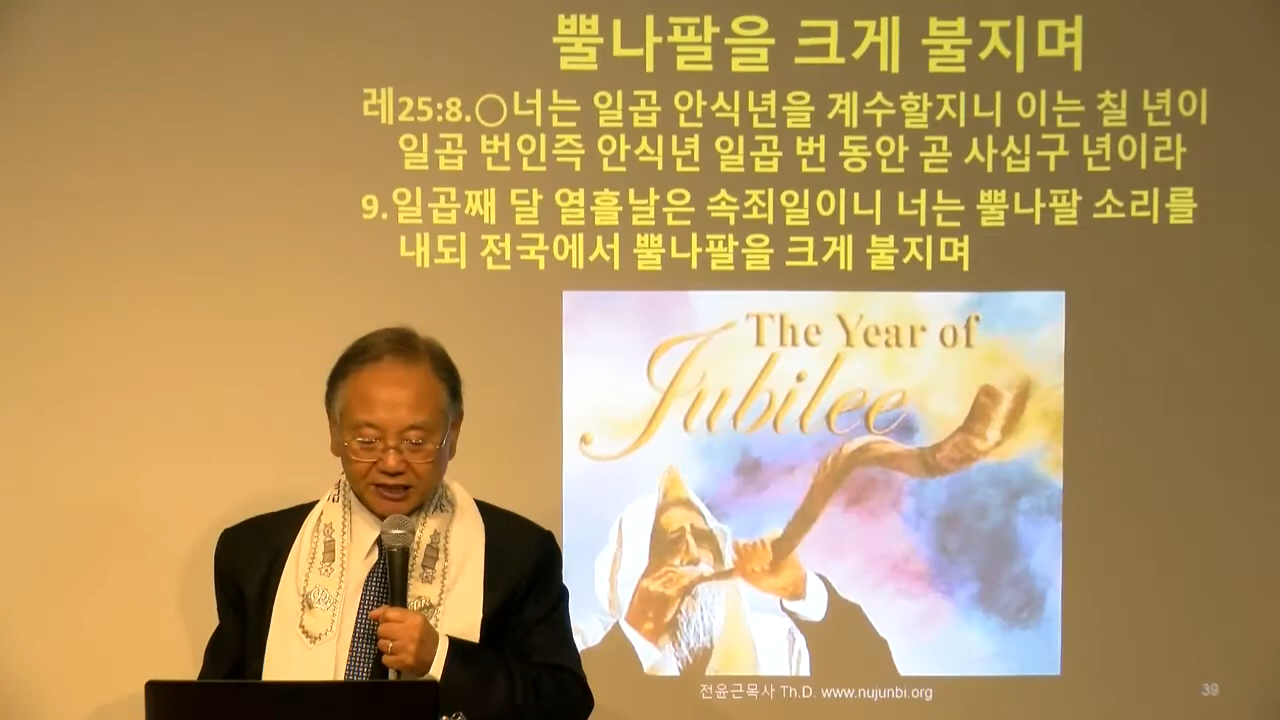 뿔나팔을 크게 불지며
레25:8.○너는 일곱 안식년을 계수할지니 이는 칠 년이
일곱 번인즉 안식년 일곱 번 동안 곧 사십구 년이라
9.일곱째 달 열흘날은 속죄일이니 너는 뿔나팔 소리를
내되 전국에서 뿔나팔을 크게 불지며
The Year of
Jubilee
전윤근목사 Th.D. www.nujunbi.org
39